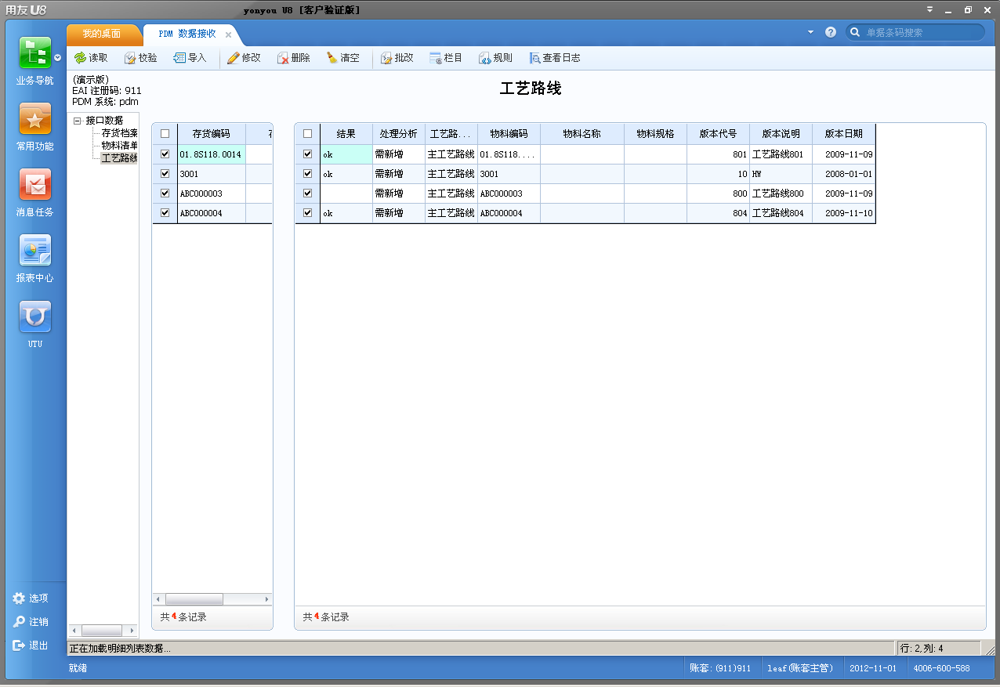 用友 U8
yonyou U8 [客户验证版]
我的桌面
PDM 数据接收
单据条码搜索
读取 校验 导入 修改 删除 清空 批改 栏目 规则 查看日志
业务导航
常用功能
消息任务
报表中心
UTU
选项
注销
退出
(演示版)
EAI 注册码: 911
PDM 系统: pdm
工艺路线
接口数据
存货档案
物料清单
工艺路线
存货编码
01.8S118.0014
3001
ABC000003
ABC000004
共 4 条记录
结果 处理分析 工艺路... 物料编码 物料名称 物料规格 版本代号 版本说明 版本日期
ok 需新增 主工艺路线 01.8S118.... 801 工艺路线801 2009-11-09
ok 需新增 主工艺路线 3001 10 HW 2008-01-01
需新增 主工艺路线 ABC000003 800 工艺路线800 2009-11-09
ok 需新增 主工艺路线 ABC000004 804 工艺路线804 2009-11-10
共 4 条记录
正在加载明细列表数据... 行: 2, 列: 4
就绪 账套: (911)911 leaf(账套主管) 2012-11-01 4006-600-588